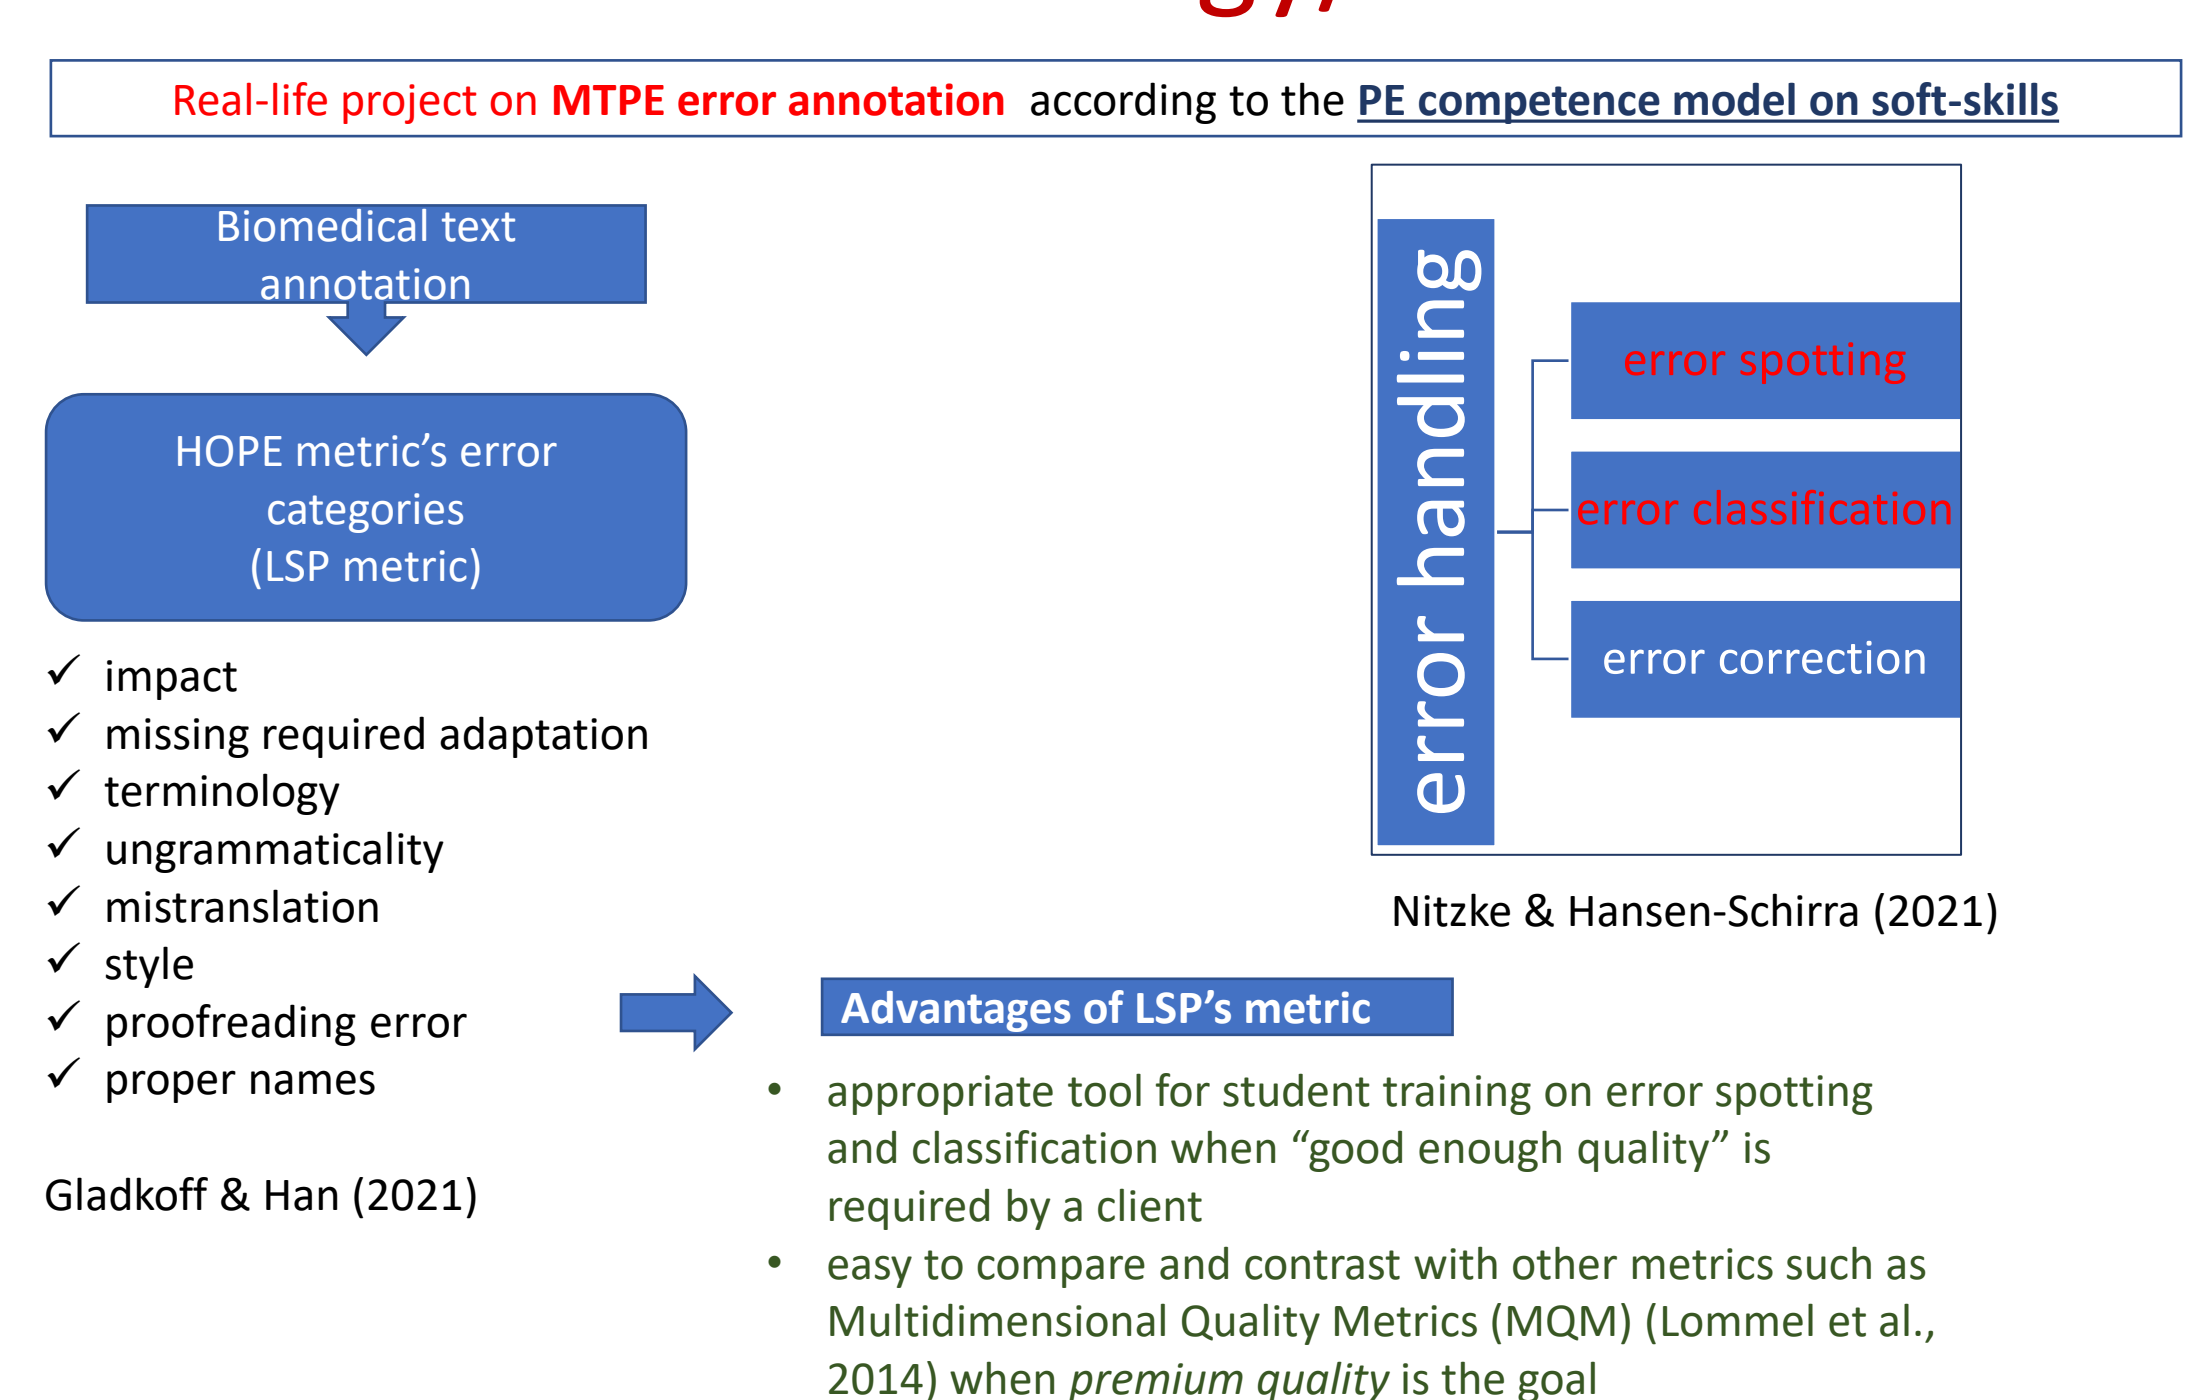 Real-life project on MTPE error annotation according to the PE competence model on soft-skills
Biomedical text
annotation
HOPE metric’s error
categories
(LSP metric)
✓ impact
✓ missing required adaptation
✓ terminology
✓ ungrammaticality
✓ mistranslation
✓ style
✓ proofreading error
✓ proper names
Gladkoff & Han (2021)
error handling
error spotting
error classification
error correction
Nitzke & Hansen-Schirra (2021)
Advantages of LSP’s metric
• appropriate tool for student training on error spotting
and classification when “good enough quality” is
required by a client
• easy to compare and contrast with other metrics such as
Multidimensional Quality Metrics (MQM) (Lommel et al.,
2014) when premium quality is the goal